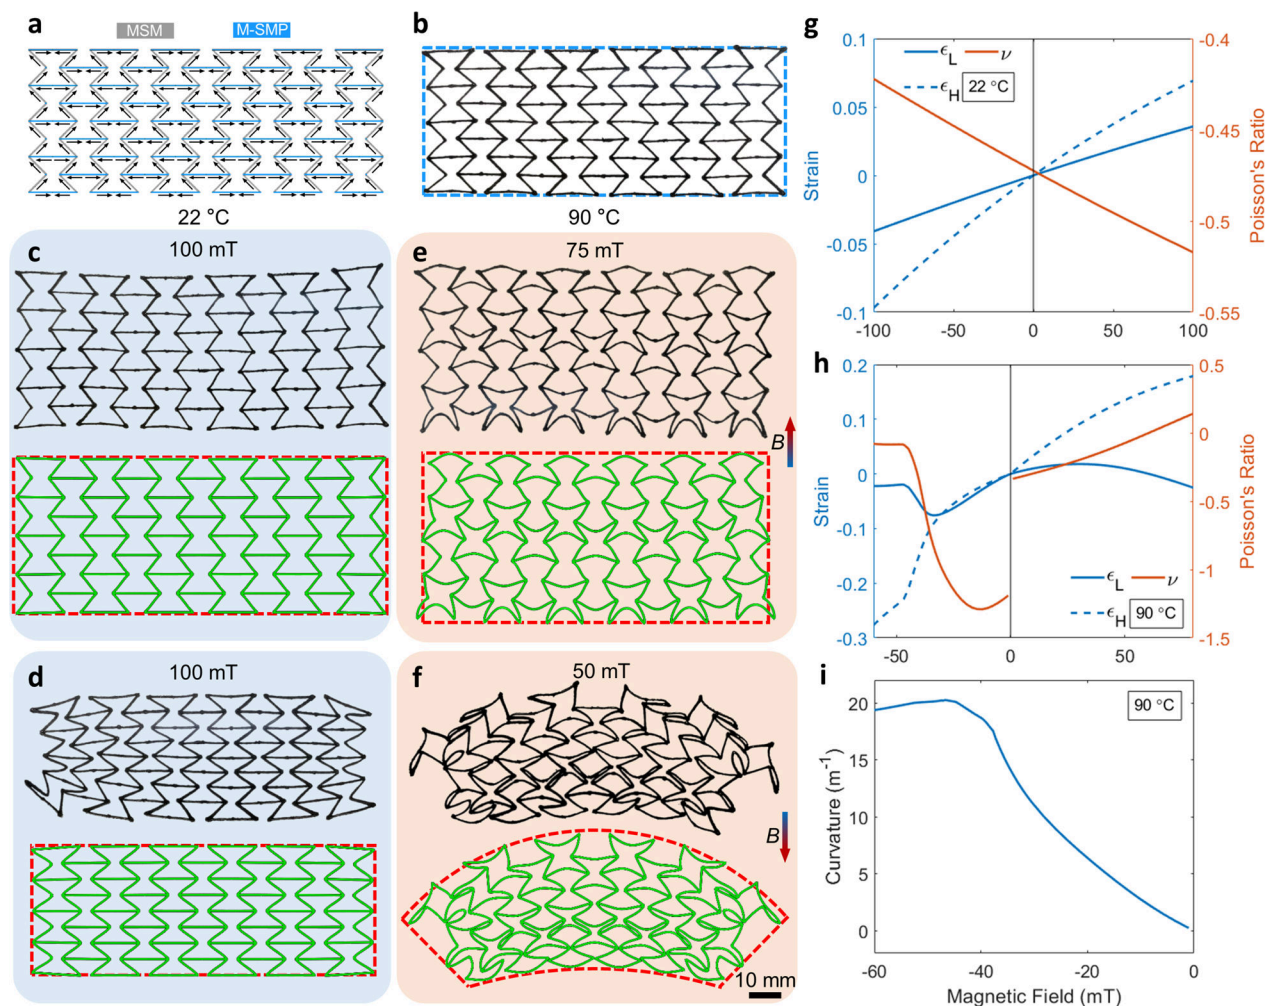 a
MSM
M-SMP
b
22 °C
90 °C
c
100 mT
e
75 mT
B
d
100 mT
f
50 mT
B
10 mm
g
0.1
0.05
0
-0.05
-0.1
Strain
ϵL
ν
ϵH
22 °C
-0.4
-0.45
-0.5
-0.55
Poisson's Ratio
-100
-50
0
50
100
h
0.2
0.1
0
-0.1
-0.2
-0.3
Strain
0.5
0
-0.5
-1
-1.5
Poisson's Ratio
ϵL
ν
ϵH
90 °C
-50
0
50
i
20
15
10
5
0
Curvature (m-1)
90 °C
-60
-40
-20
0
Magnetic Field (mT)